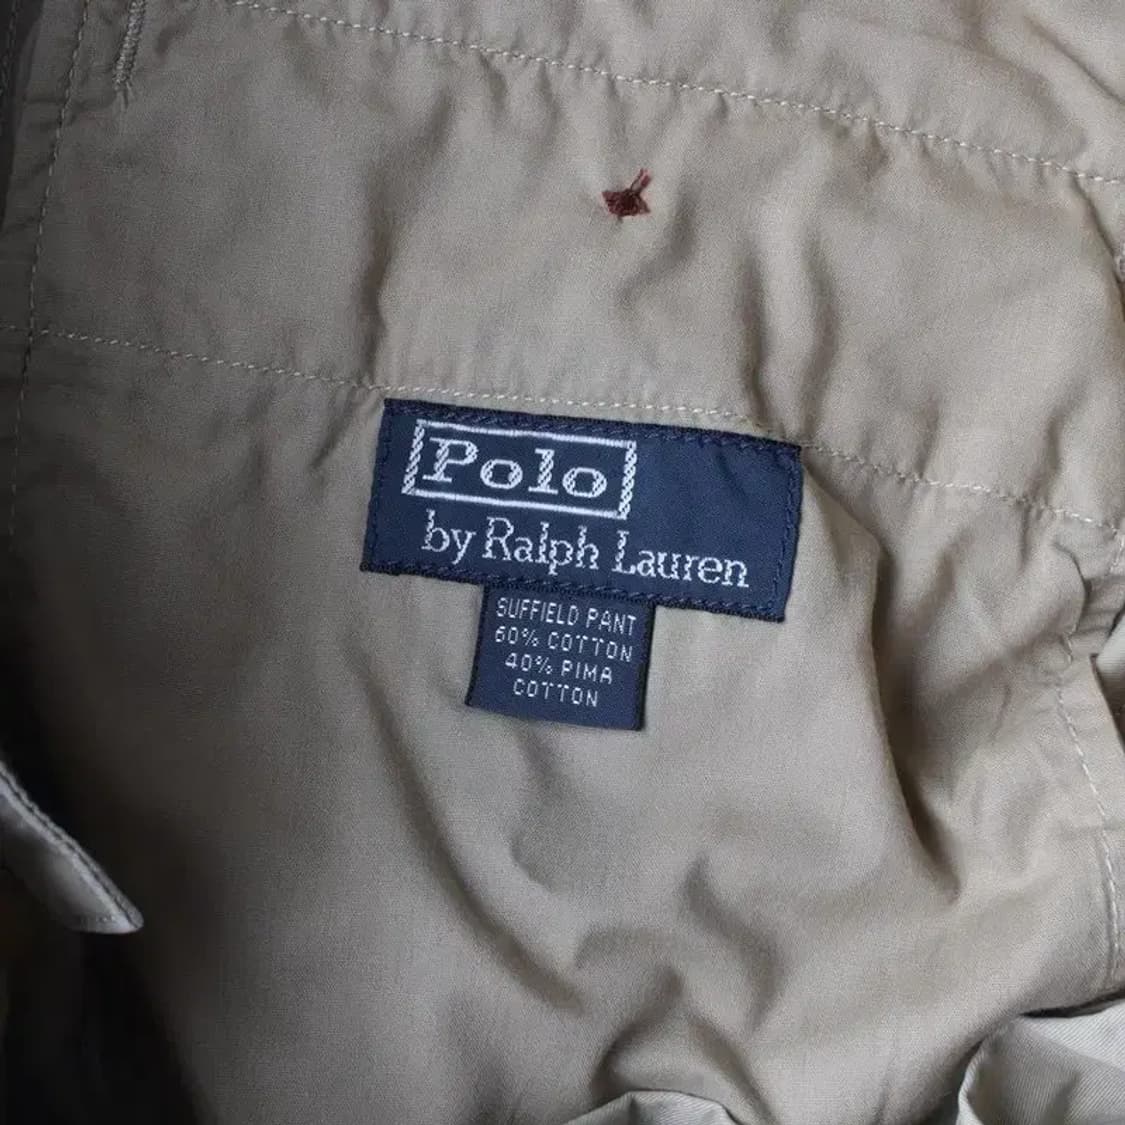 Polo
by Ralph Lauren
SUFFIELD PANT
60% COTTON
40% PIMA
COTTON